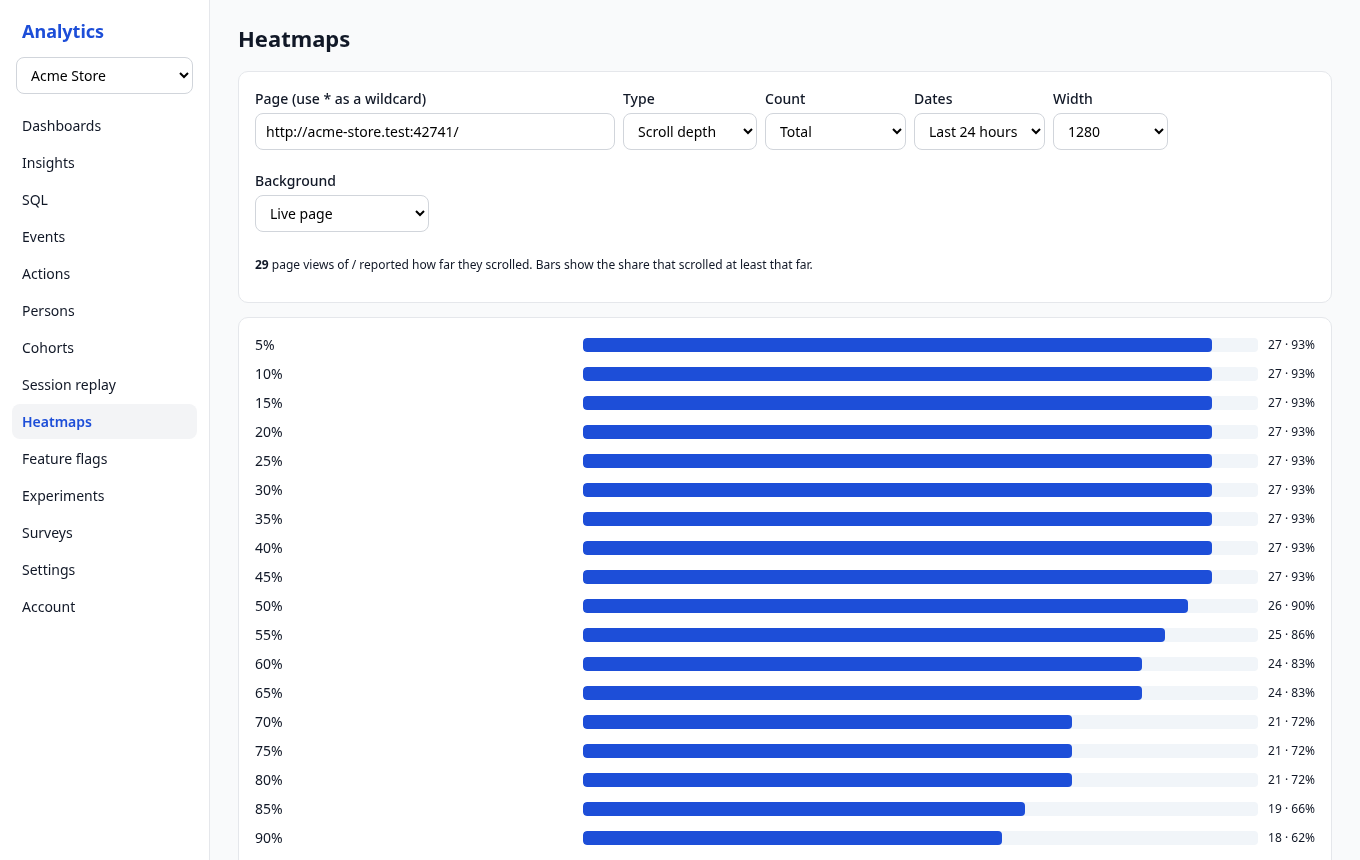 Analytics
Acme Store
Dashboards
Insights
SQL
Events
Actions
Persons
Cohorts
Session replay
Heatmaps
Feature flags
Experiments
Surveys
Settings
Account
Heatmaps
Page (use * as a wildcard) Type Count Dates Width
http://acme-store.test:42741/ Scroll depth Total Last 24 hours 1280
Background
Live page
29 page views of / reported how far they scrolled. Bars show the share that scrolled at least that far.
5% 27 · 93%
10% 27 · 93%
15% 27 · 93%
20% 27 · 93%
25% 27 · 93%
30% 27 · 93%
35% 27 · 93%
40% 27 · 93%
45% 27 · 93%
50% 26 · 90%
55% 25 · 86%
60% 24 · 83%
65% 24 · 83%
70% 21 · 72%
75% 21 · 72%
80% 21 · 72%
85% 19 · 66%
90% 18 · 62%